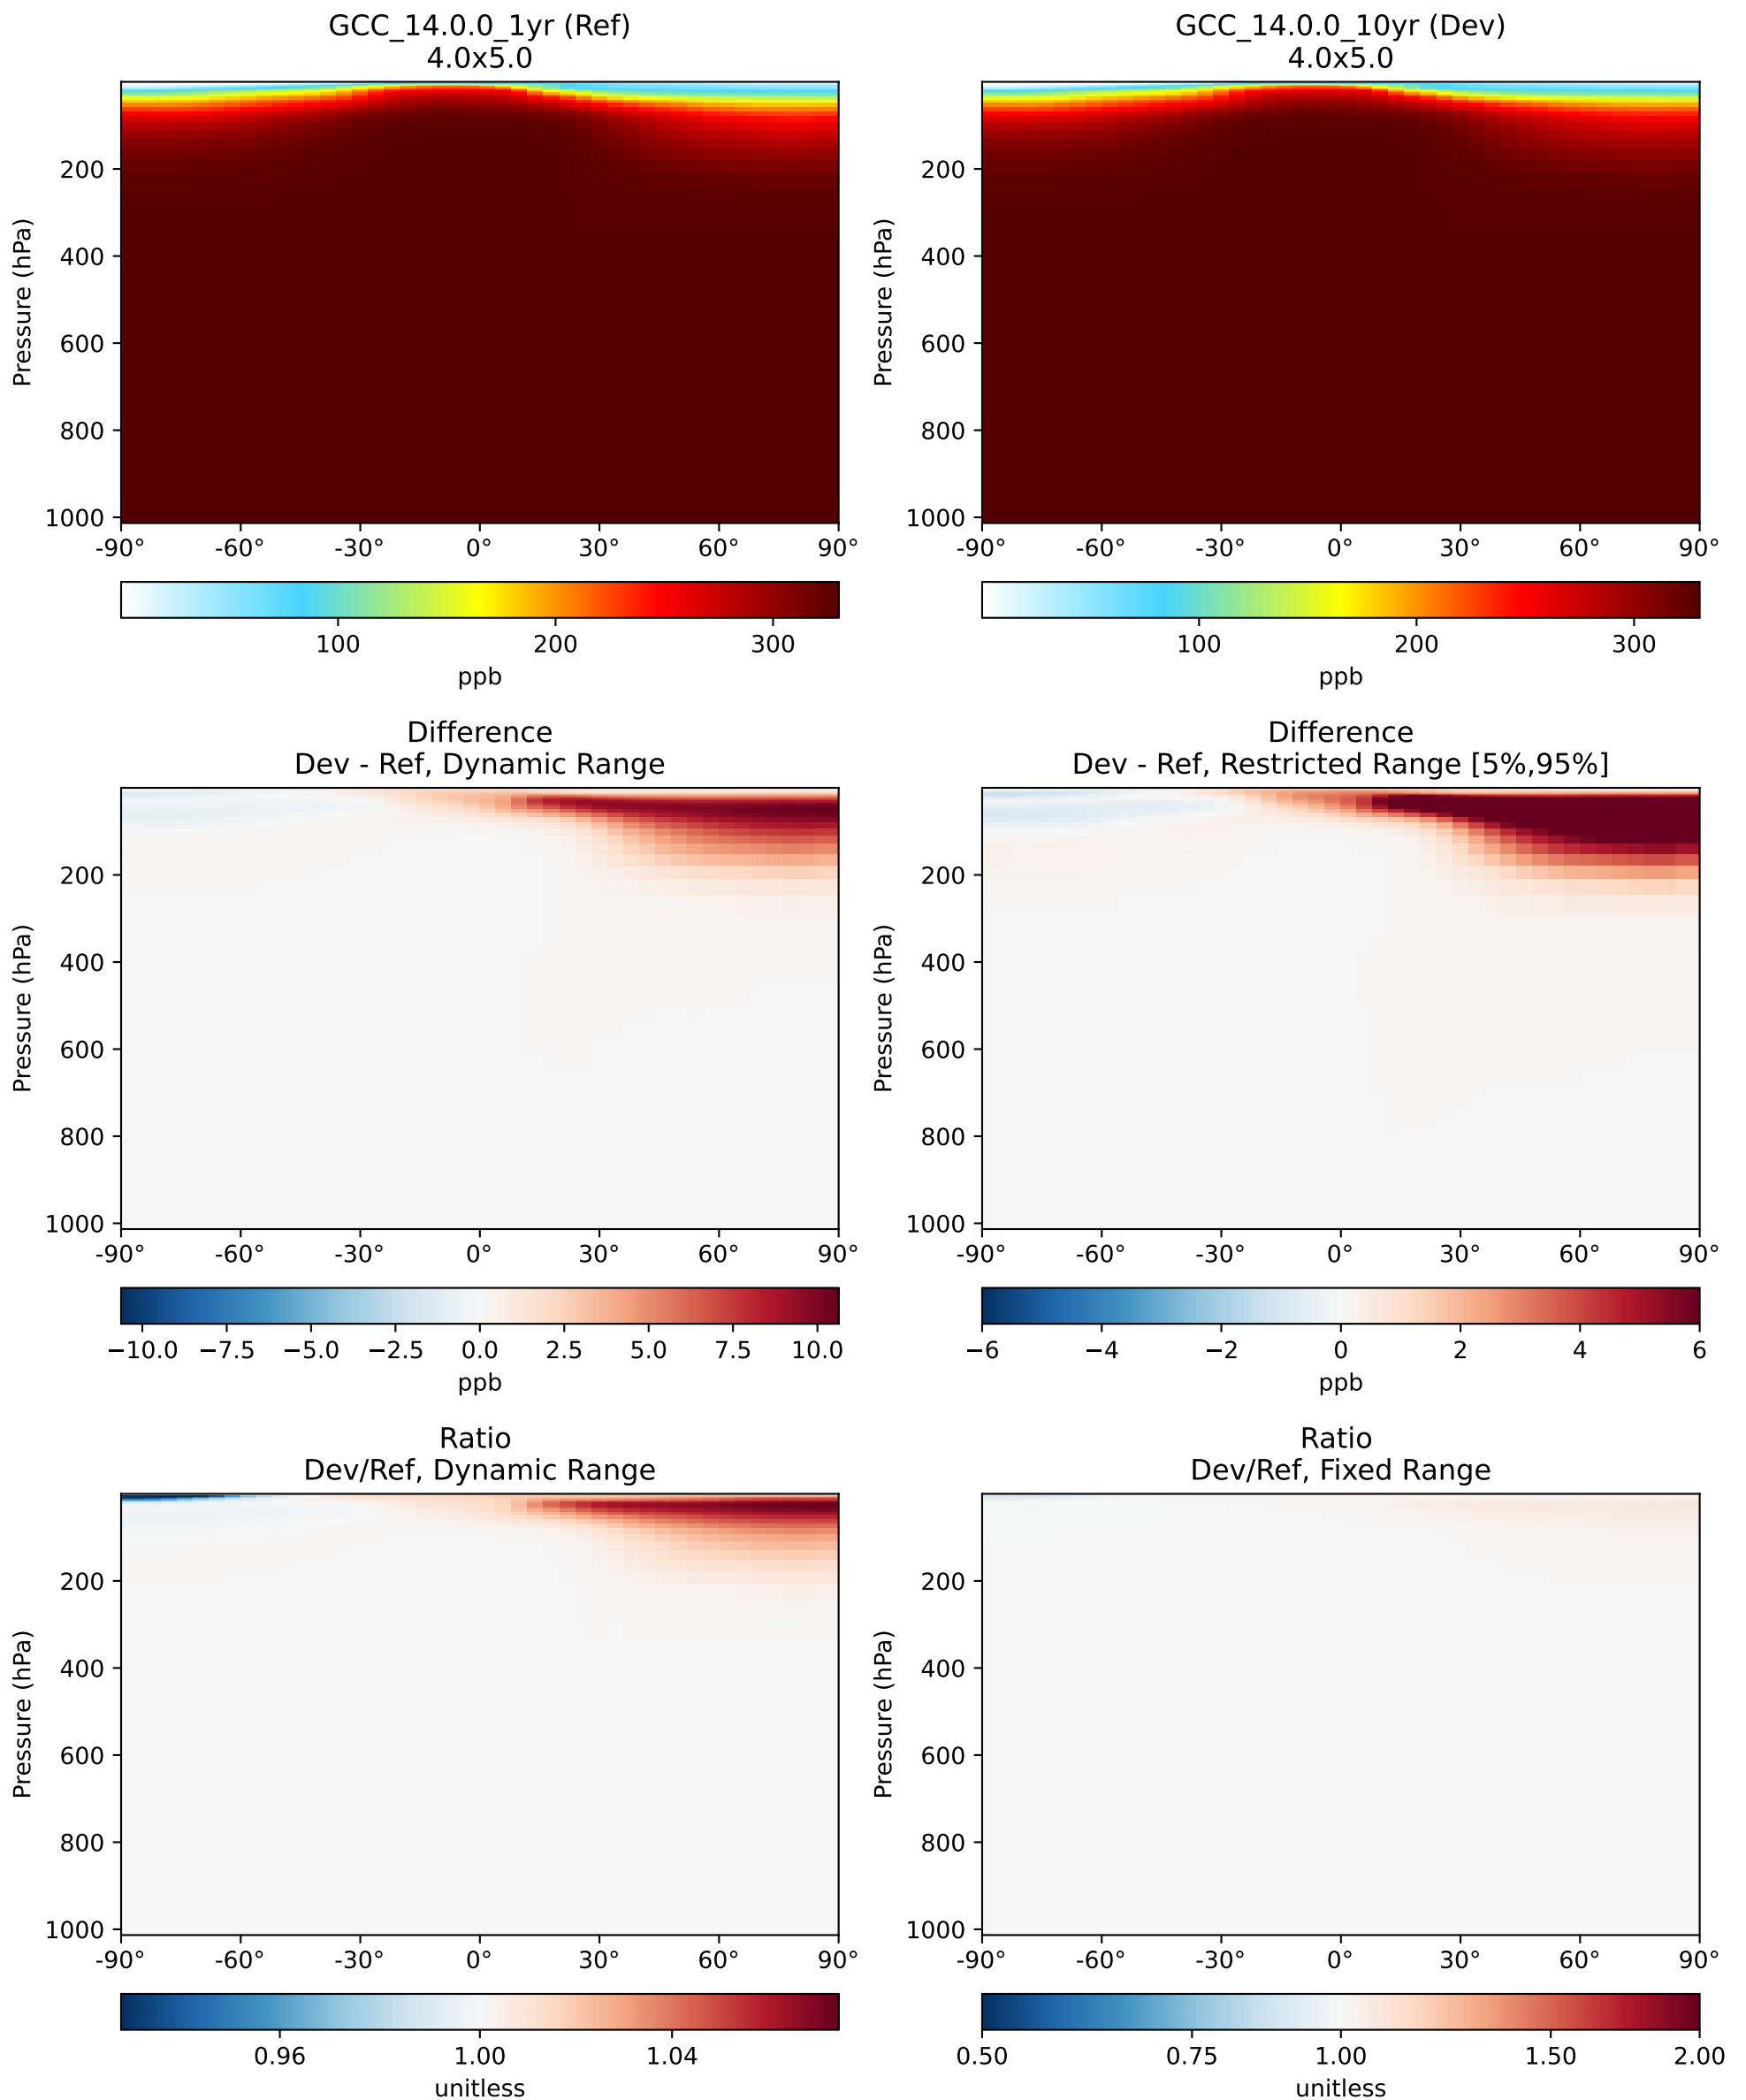 GCC_14.0.0_1yr (Ref)
4.0x5.0
Pressure (hPa)
200
400
600
800
1000
-90° -60° -30° 0° 30° 60° 90°
100 200 300
ppb
GCC_14.0.0_10yr (Dev)
4.0x5.0
Pressure (hPa)
200
400
600
800
1000
-90° -60° -30° 0° 30° 60° 90°
100 200 300
ppb
Difference
Dev - Ref, Dynamic Range
Pressure (hPa)
200
400
600
800
1000
-90° -60° -30° 0° 30° 60° 90°
−10.0 −7.5 −5.0 −2.5 0.0 2.5 5.0 7.5 10.0
ppb
Difference
Dev - Ref, Restricted Range [5%,95%]
Pressure (hPa)
200
400
600
800
1000
-90° -60° -30° 0° 30° 60° 90°
−6 −4 −2 0 2 4 6
ppb
Ratio
Dev/Ref, Dynamic Range
Pressure (hPa)
200
400
600
800
1000
-90° -60° -30° 0° 30° 60° 90°
0.96 1.00 1.04
unitless
Ratio
Dev/Ref, Fixed Range
Pressure (hPa)
200
400
600
800
1000
-90° -60° -30° 0° 30° 60° 90°
0.50 0.75 1.00 1.50 2.00
unitless